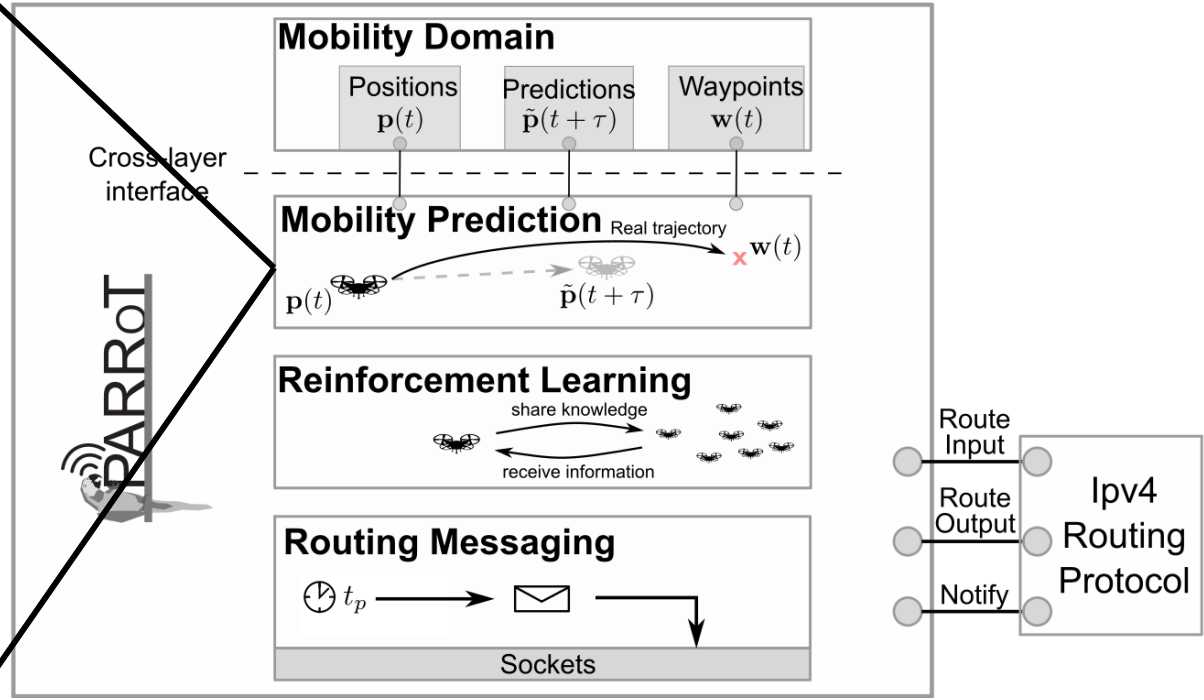 Mobility Domain
Positions
p(t)
Predictions
p̃(t + τ)
Waypoints
w(t)
Cross-layer
interface
Mobility Prediction
Real trajectory
x w(t)
p(t)
p̃(t + τ)
PARRoT
Reinforcement Learning
share knowledge
receive information
Routing Messaging
tₚ
Sockets
Route
Input
Route
Output
Notify
Ipv4
Routing
Protocol